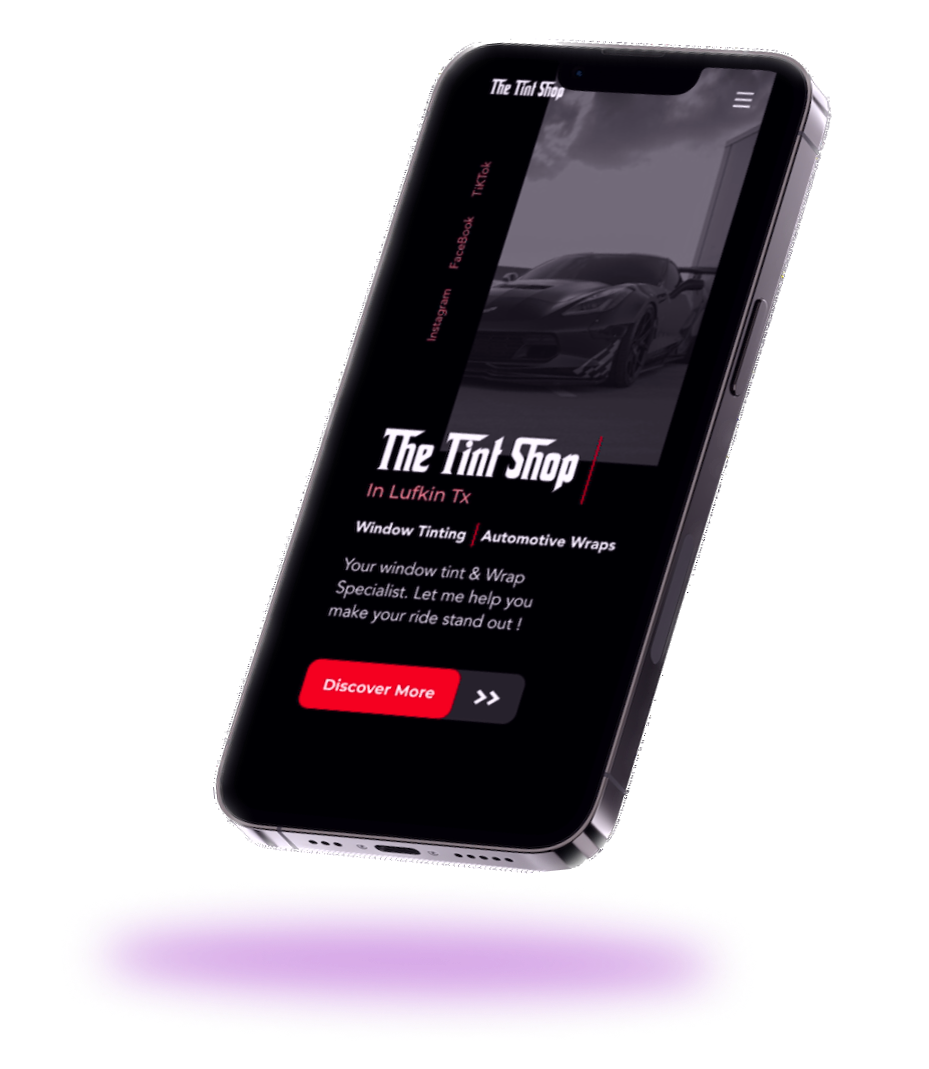 The Tint Shop
TikTok
FaceBook
Instagram
The Tint Shop
In Lufkin Tx
Window Tinting | Automotive Wraps
Your window tint & Wrap
Specialist. Let me help you
make your ride stand out !
Discover More >>